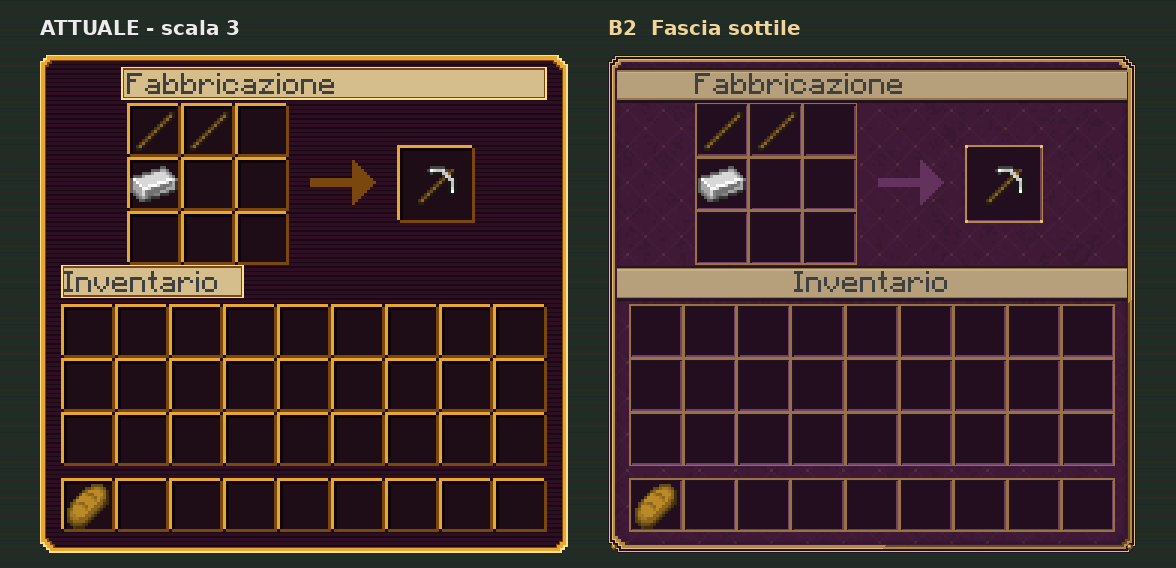 ATTUALE - scala 3
B2 Fascia sottile
Fabbricazione
Inventario
Fabbricazione
Inventario